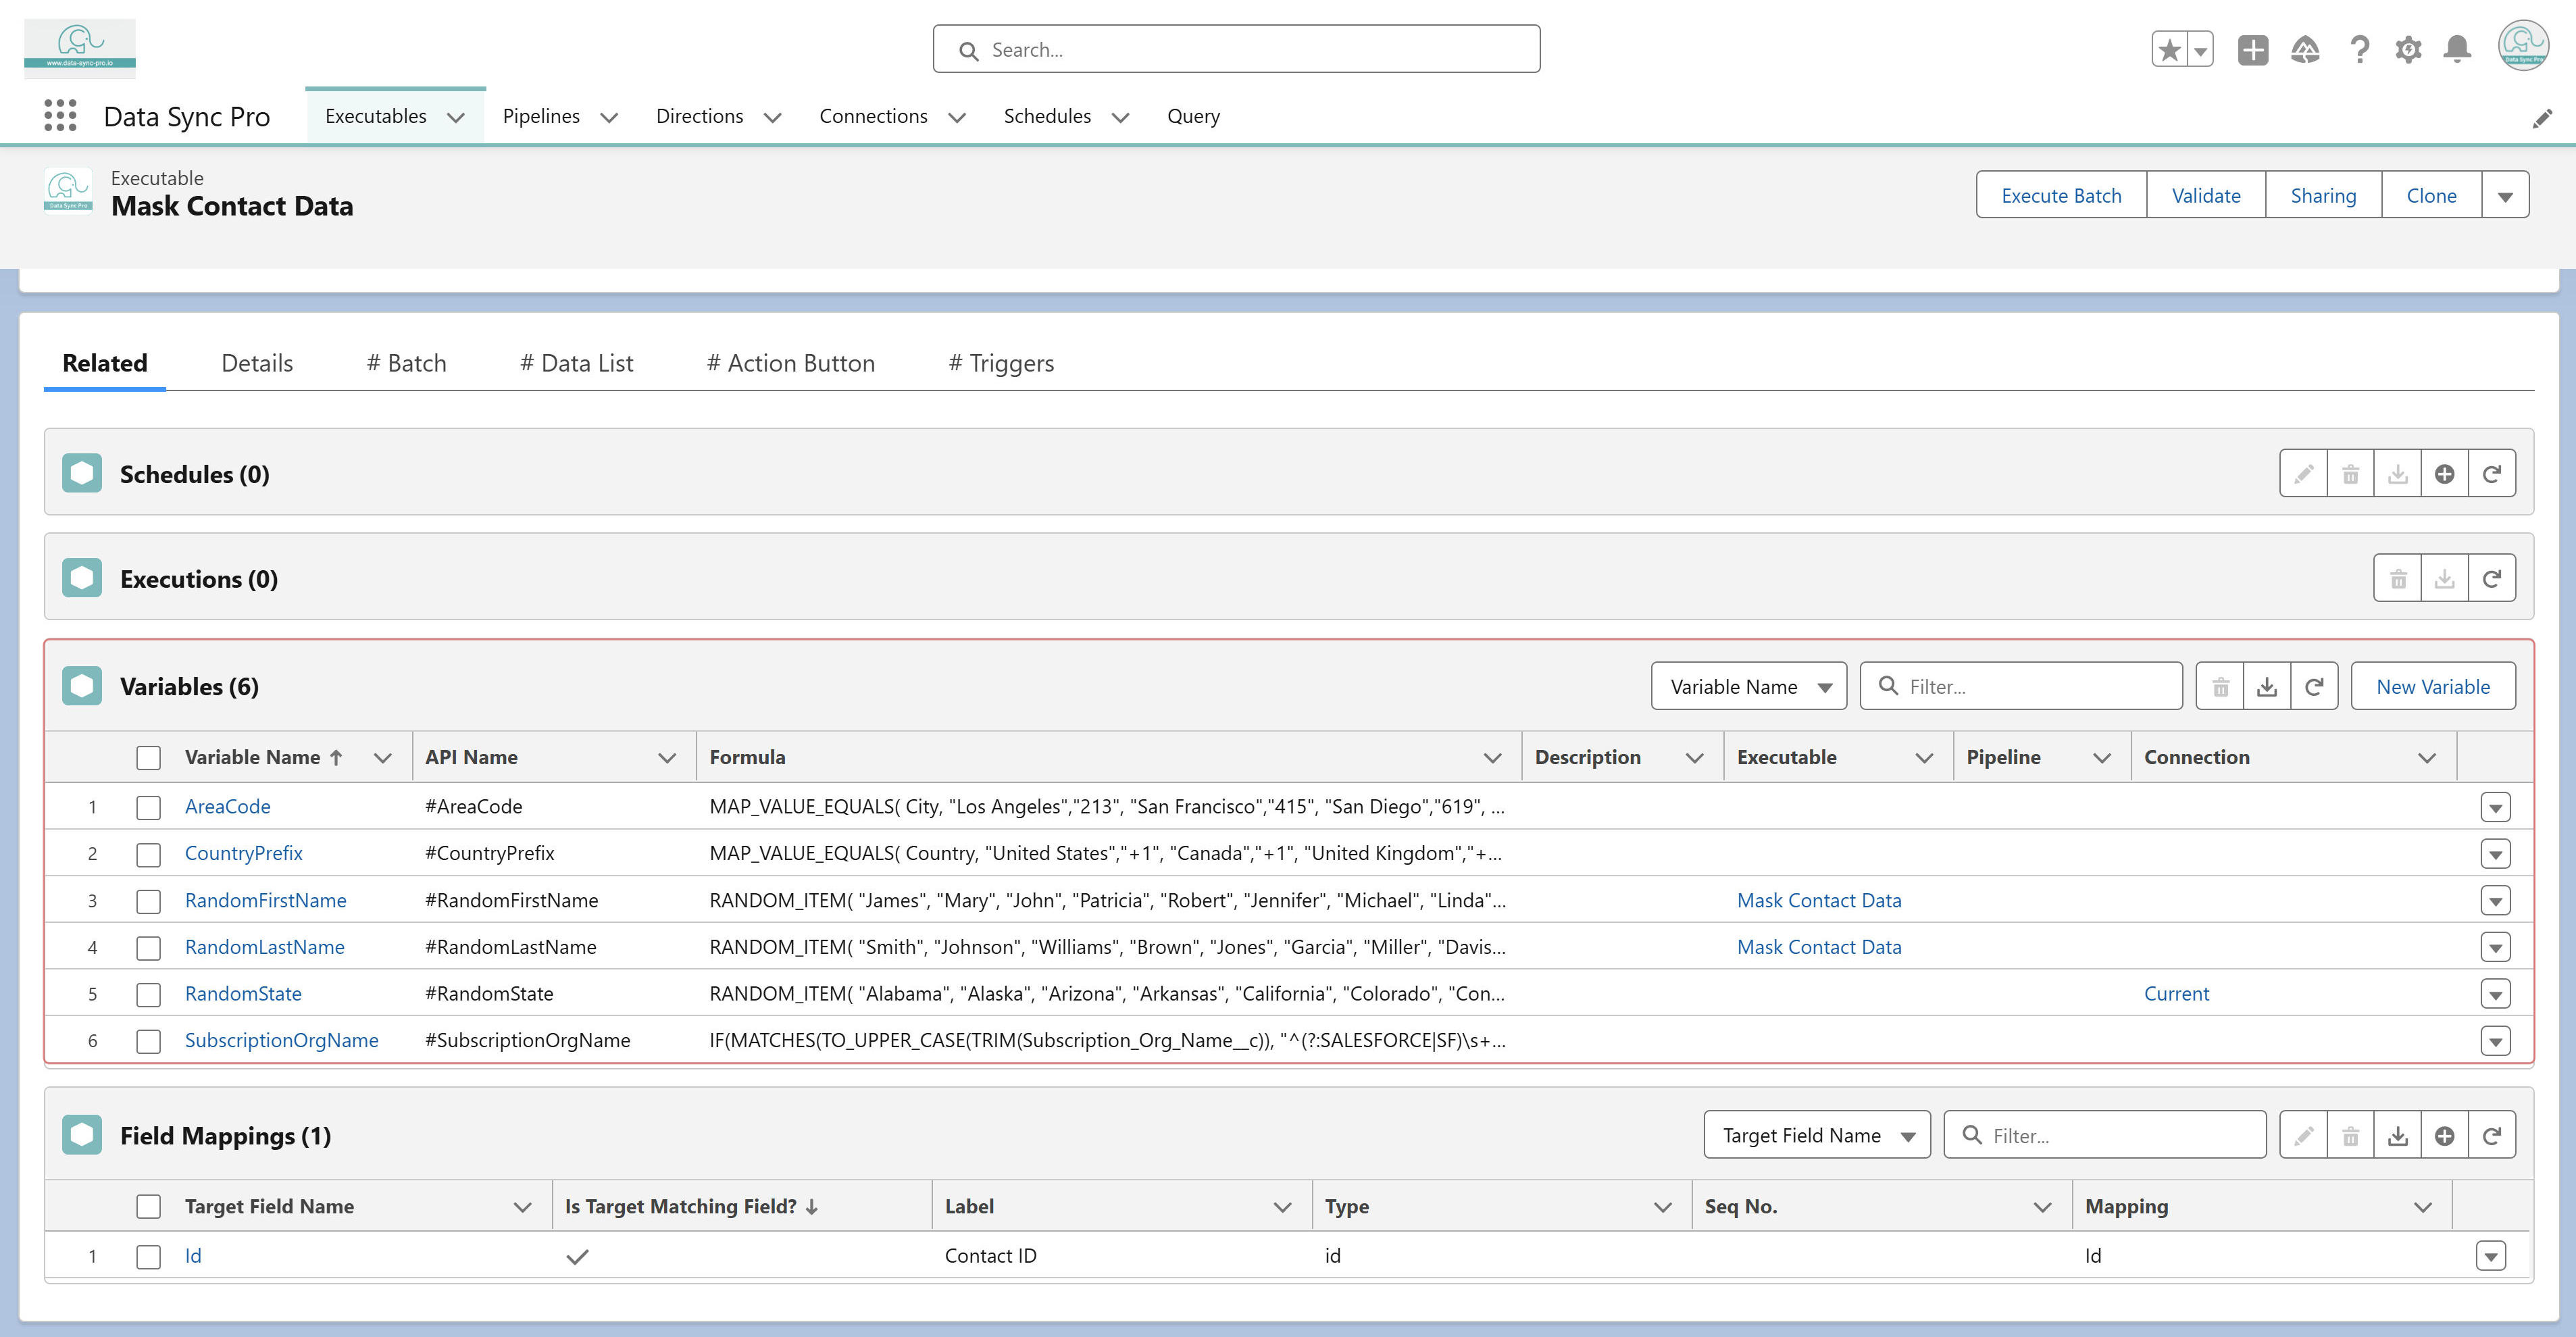 www.data-sync-pro.io
Search...
Data Sync Pro
Data Sync Pro
Executables
Pipelines
Directions
Connections
Schedules
Query
Data Sync Pro
Executable
Mask Contact Data
Execute Batch
Validate
Sharing
Clone
Related
Details
# Batch
# Data List
# Action Button
# Triggers
Schedules (0)
Executions (0)
Variables (6)
Variable Name
Filter...
New Variable
Variable Name API Name Formula Description Executable Pipeline Connection
1 AreaCode #AreaCode MAP_VALUE_EQUALS( City, "Los Angeles","213", "San Francisco","415", "San Diego","619", ...
2 CountryPrefix #CountryPrefix MAP_VALUE_EQUALS( Country, "United States","+1", "Canada","+1", "United Kingdom","+...
3 RandomFirstName #RandomFirstName RANDOM_ITEM( "James", "Mary", "John", "Patricia", "Robert", "Jennifer", "Michael", "Linda"... Mask Contact Data
4 RandomLastName #RandomLastName RANDOM_ITEM( "Smith", "Johnson", "Williams", "Brown", "Jones", "Garcia", "Miller", "Davis... Mask Contact Data
5 RandomState #RandomState RANDOM_ITEM( "Alabama", "Alaska", "Arizona", "Arkansas", "California", "Colorado", "Con... Current
6 SubscriptionOrgName #SubscriptionOrgName IF(MATCHES(TO_UPPER_CASE(TRIM(Subscription_Org_Name__c)), "^(?:SALESFORCE|SF)\s+...
Field Mappings (1)
Target Field Name
Filter...
Target Field Name Is Target Matching Field? Label Type Seq No. Mapping
1 Id Contact ID id Id